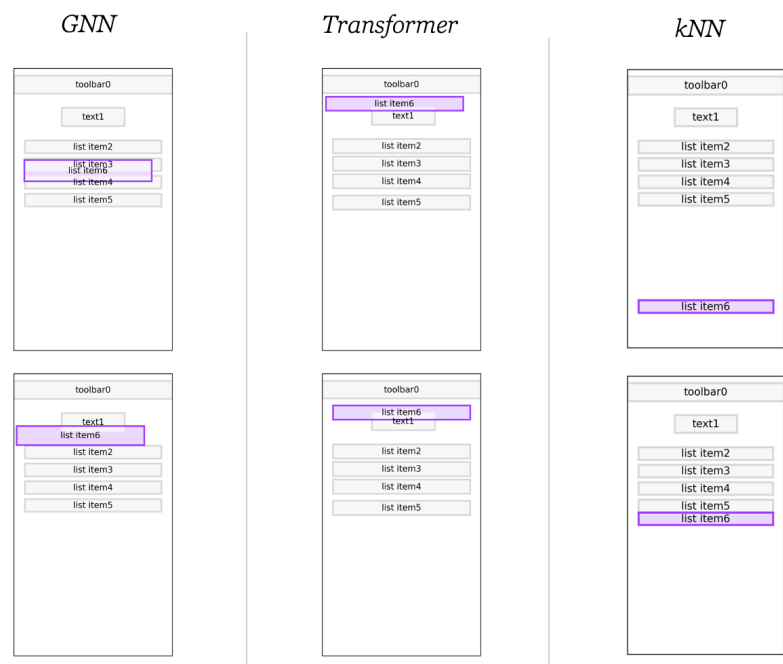 GNN
Transformer
kNN
toolbar0
text1
list item2
list item3
list item6
list item4
list item5
toolbar0
list item6
text1
list item2
list item3
list item4
list item5
toolbar0
text1
list item2
list item3
list item4
list item5
list item6
toolbar0
text1
list item6
list item2
list item3
list item4
list item5
toolbar0
list item6
text1
list item2
list item3
list item4
list item5
toolbar0
text1
list item2
list item3
list item4
list item5
list item6